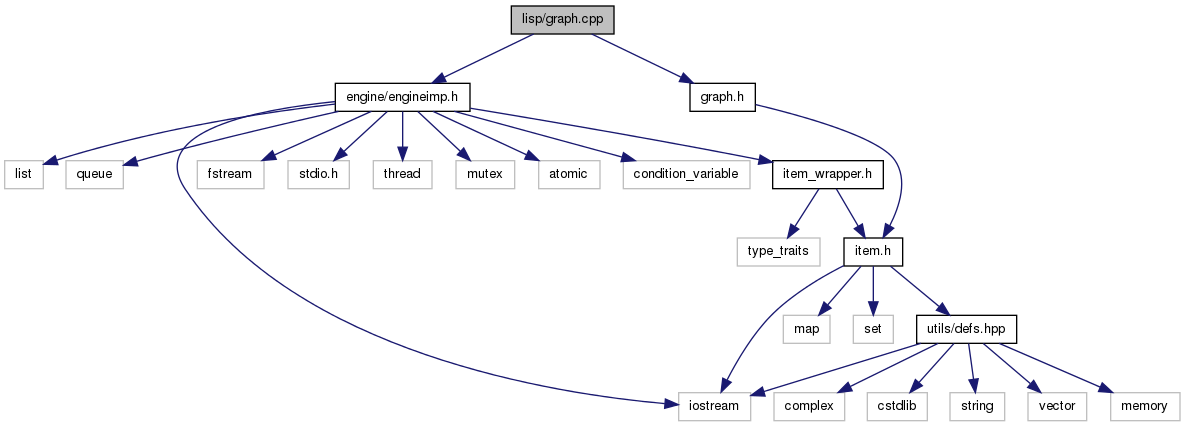 lisp/graph.cpp
engine/engineimp.h
graph.h
list
queue
fstream
stdio.h
thread
mutex
atomic
condition_variable
item_wrapper.h
type_traits
item.h
map
set
utils/defs.hpp
iostream
complex
cstdlib
string
vector
memory